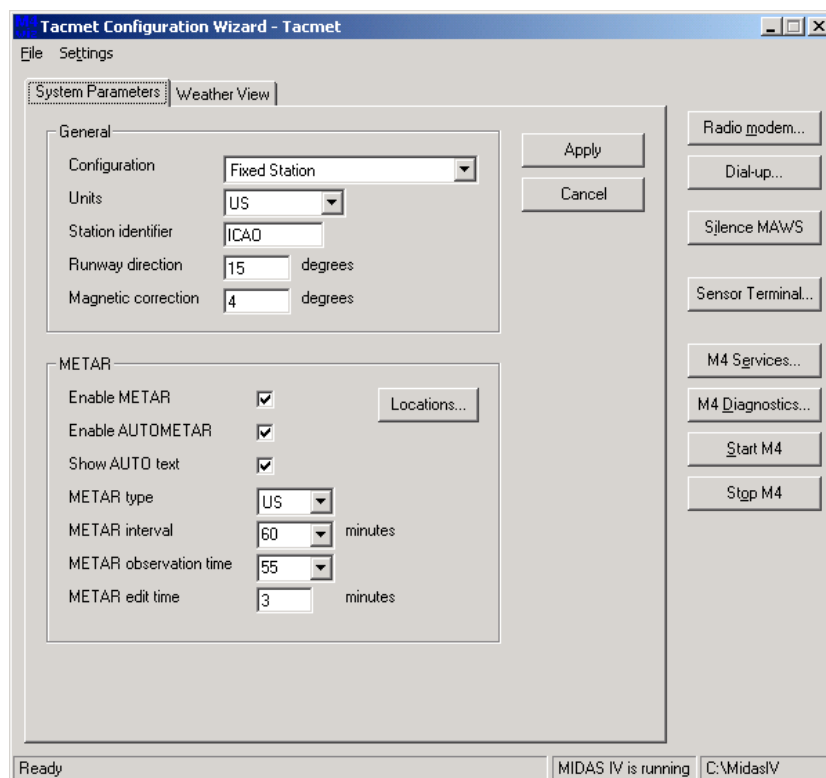 Tacmet Configuration Wizard - Tacmet
File Settings
System Parameters Weather View
General
Configuration Fixed Station
Units US
Station identifier ICAO
Runway direction 15 degrees
Magnetic correction 4 degrees
Apply
Cancel
METAR
Enable METAR
Locations...
Enable AUTOMETAR
Show AUTO text
METAR type US
METAR interval 60 minutes
METAR observation time 55
METAR edit time 3 minutes
Radio modem...
Dial-up...
Silence MAWS
Sensor Terminal...
M4 Services...
M4 Diagnostics...
Start M4
Stop M4
Ready MIDAS IV is running C:\MidasIV